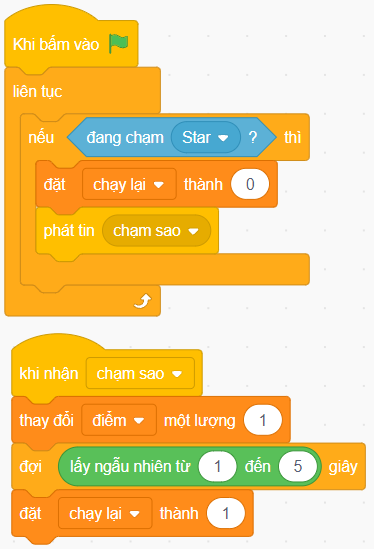 Khi bấm vào
liên tục
nếu đang chạm Star ? thì
đặt chạy lại thành 0
phát tin chạm sao
khi nhận chạm sao
thay đổi điểm một lượng 1
đợi lấy ngẫu nhiên từ 1 đến 5 giây
đặt chạy lại thành 1